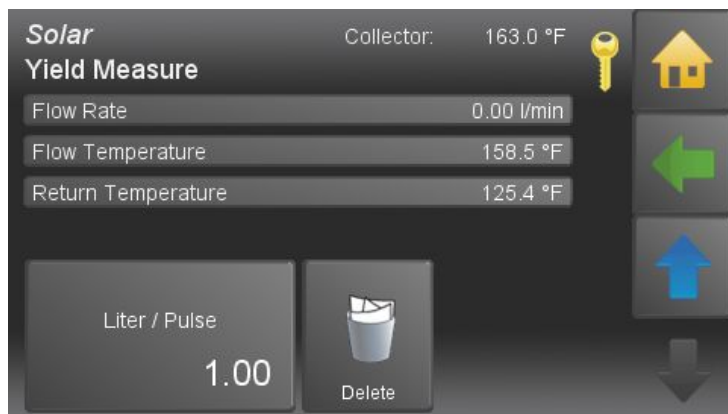 Solar Collector: 163.0 °F
Yield Measure
Flow Rate 0.00 l/min
Flow Temperature 158.5 °F
Return Temperature 125.4 °F
Liter / Pulse
1.00
Delete